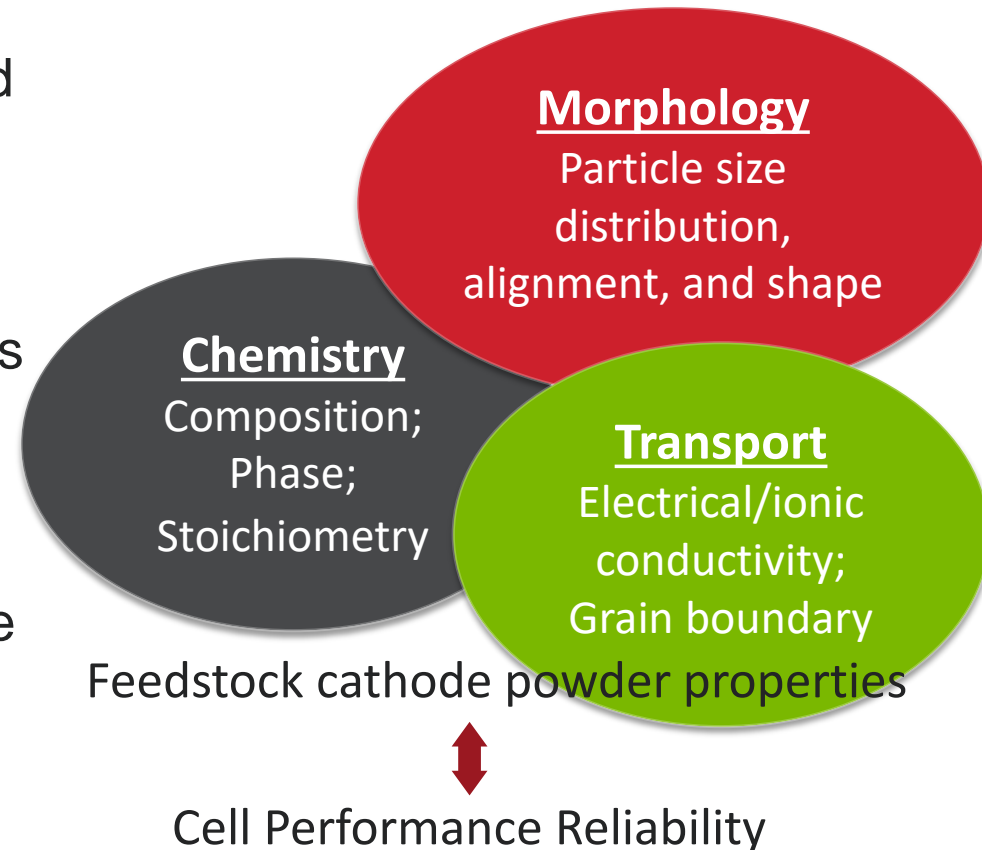 d
s
e
Morphology
Particle size
distribution,
alignment, and shape
Chemistry
Composition;
Phase;
Stoichiometry
Transport
Electrical/ionic
conductivity;
Grain boundary
Feedstock cathode powder properties
Cell Performance Reliability